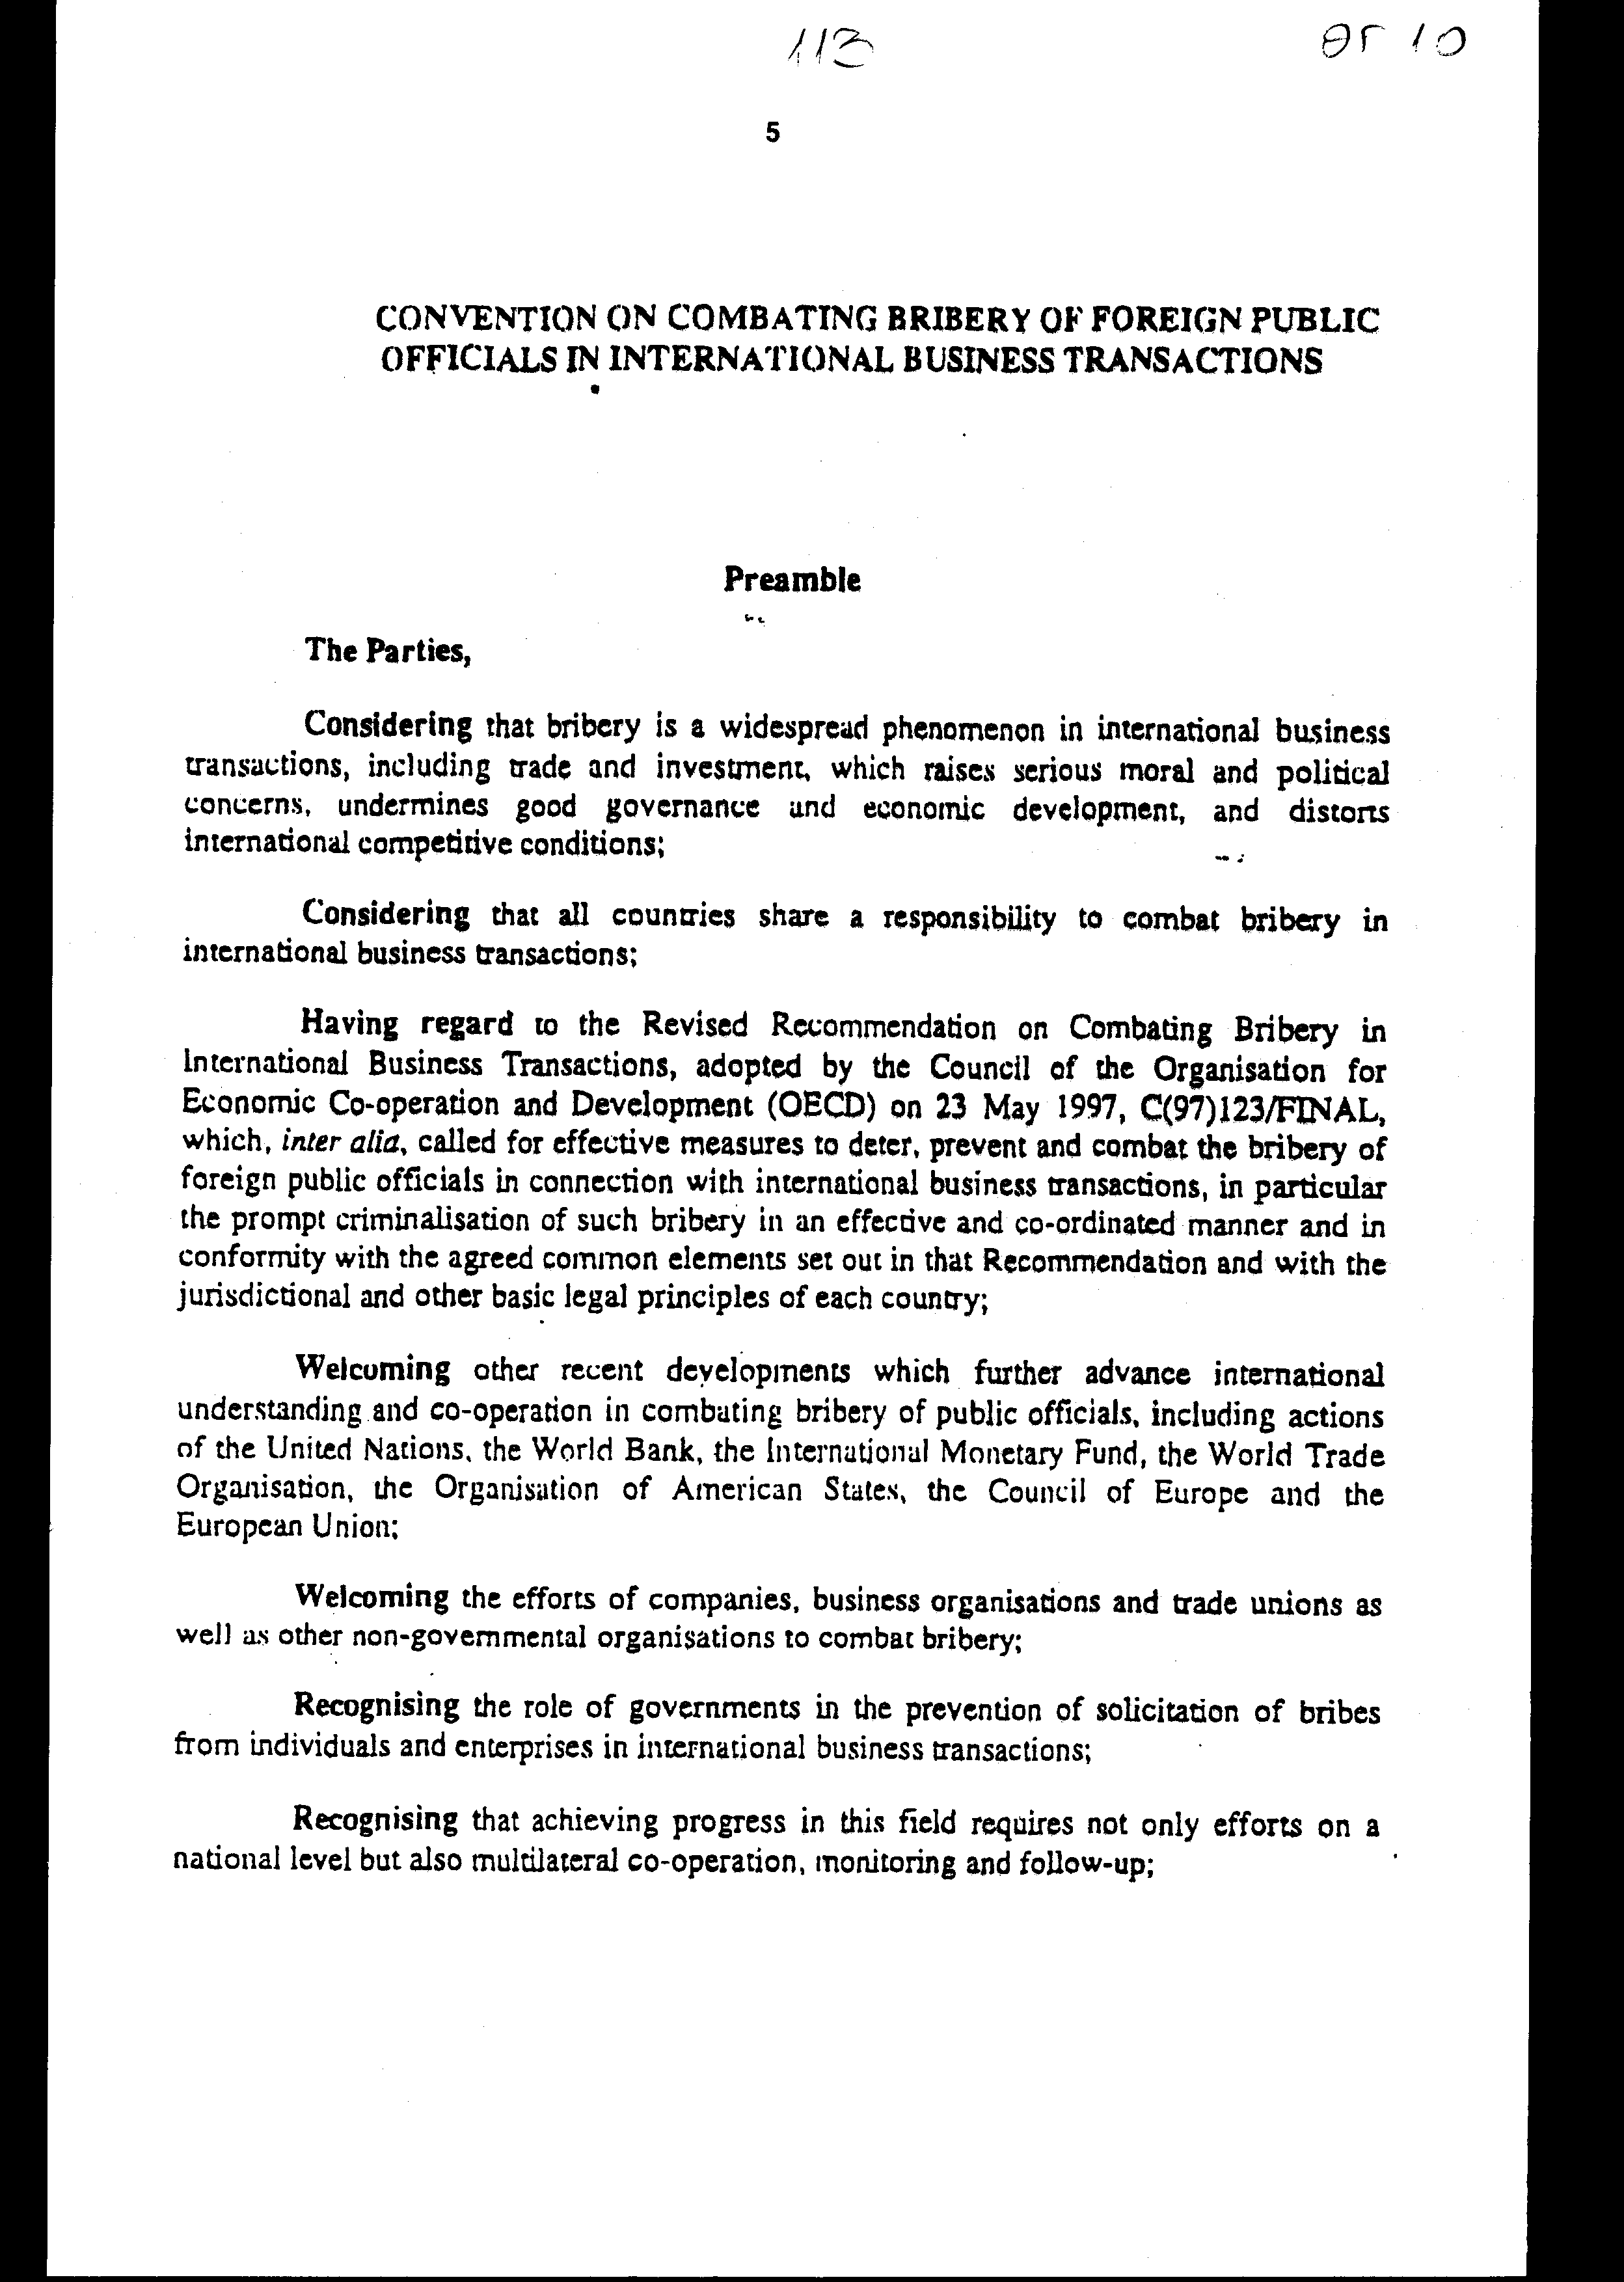 113
5
CONVENTION ON COMBATING BRIBERY OF FOREIGN PUBLIC
OFFICIALS IN INTERNATIONAL BUSINESS TRANSACTIONS
Preamble
The Parties,
Considering that bribery is a widespread phenomenon in international business
transactions, including trade and investment, which raises serious moral and political
concerns, undermines good governance and economic development, and distorts
international competitive conditions;
Considering that all countries share a responsibility to combat bribery in
international business transactions;
Having regard to the Revised Recommendation on Combating Bribery in
International Business Transactions, adopted by the Council of the Organisation for
Economic Co-operation and Development (OECD) on 23 May 1997, C(97)123/FINAL,
which, inter alia, called for effective measures to deter, prevent and combat the bribery of
foreign public officials in connection with international business transactions, in particular
the prompt criminalisation of such bribery in an effective and co-ordinated manner and in
conformity with the agreed common elements set out in that Recommendation and with the
jurisdictional and other basic legal principles of each country;
Welcoming other recent developments which further advance international
understanding and co-operation in combating bribery of public officials, including actions
of the United Nations, the World Bank, the International Monetary Fund, the World Trade
Organisation, the Organisation of American States, the Council of Europe and the
European Union;
Welcoming the efforts of companies, business organisations and trade unions as
well as other non-governmental organisations to combat bribery;
Recognising the role of governments in the prevention of solicitation of bribes
from individuals and enterprises in international business transactions;
Recognising that achieving progress in this field requires not only efforts on a
national level but also multilateral co-operation, monitoring and follow-up;